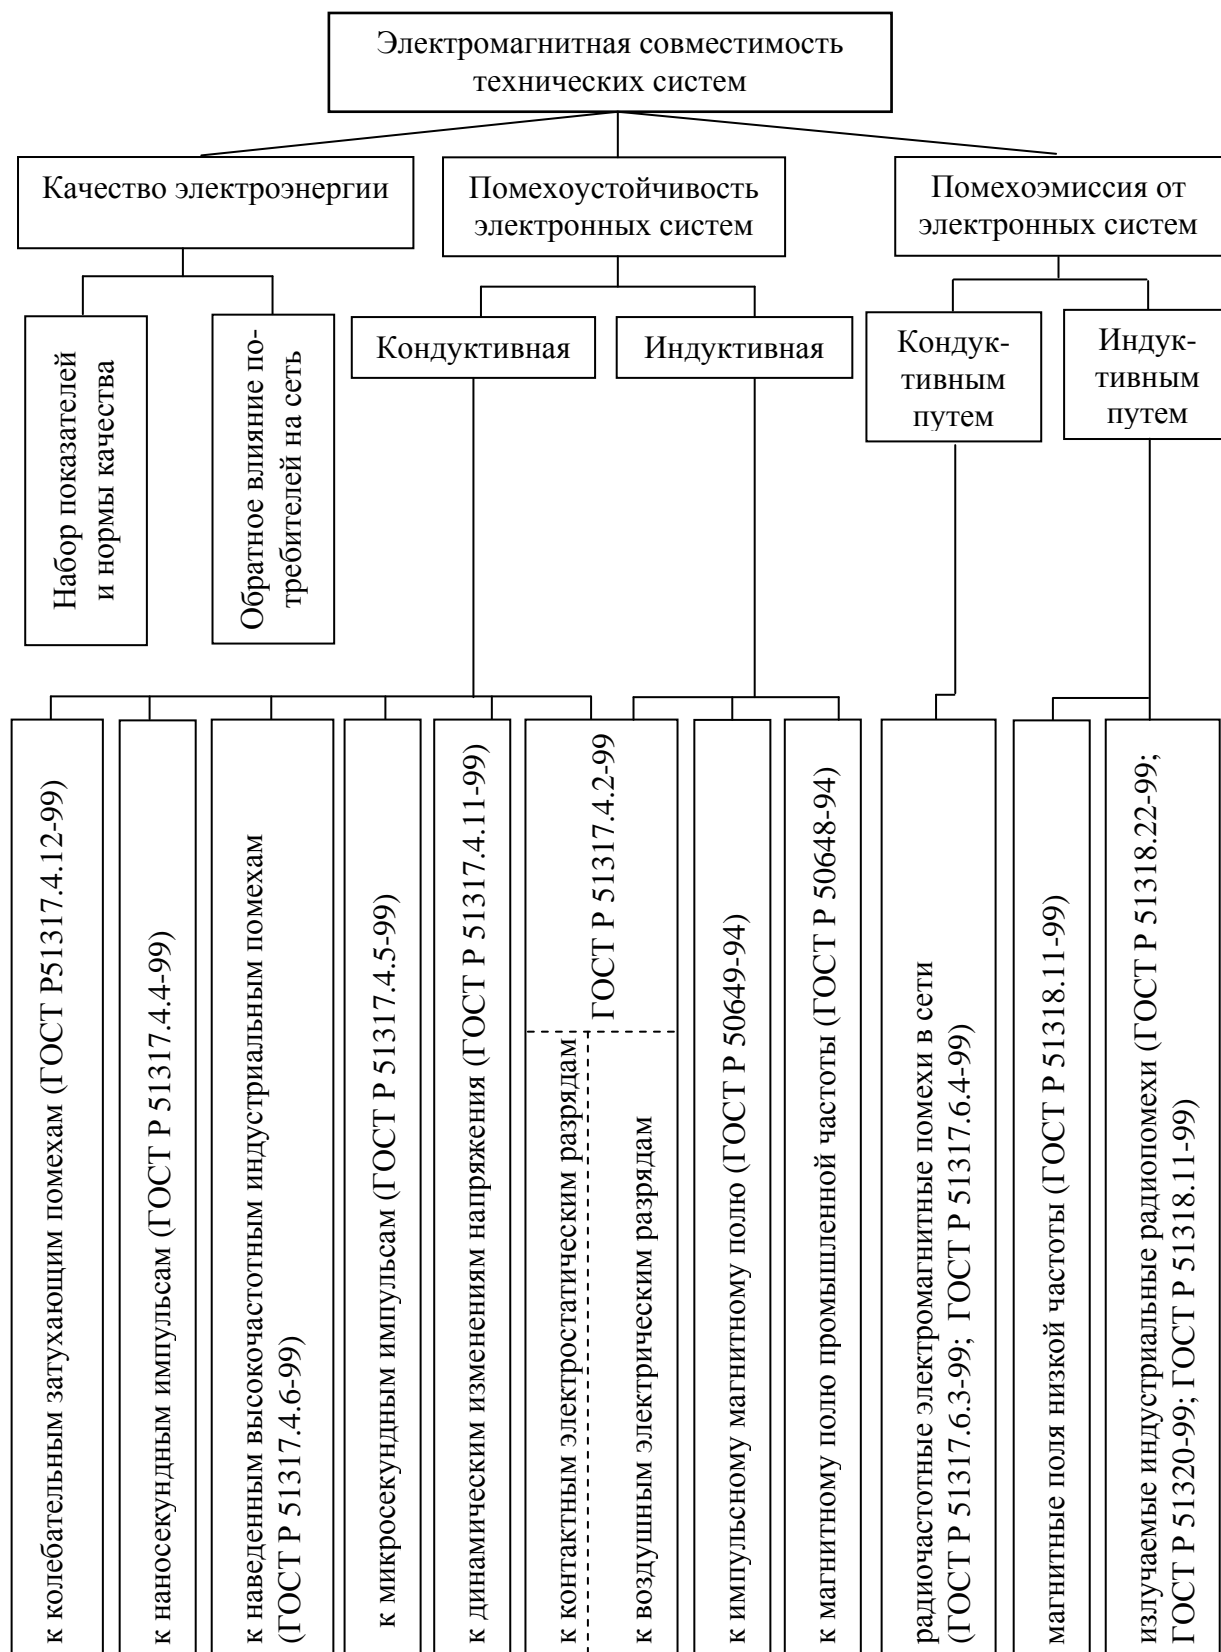 Электромагнитная совместимость
технических систем
Качество электроэнергии
Помехоустойчивость
электронных систем
Помехоэмиссия от
электронных систем
Набор показателей
и нормы качества
Обратное влияние по-
требителей на сеть
Кондуктивная
Индуктивная
Кондук-
тивным
путем
Индук-
тивным
путем
к колебательным затухающим помехам (ГОСТ Р51317.4.12-99)
к наносекундным импульсам (ГОСТ Р 51317.4.4-99)
к наведенным высокочастотным индустриальным помехам
(ГОСТ Р 51317.4.6-99)
к микросекундным импульсам (ГОСТ Р 51317.4.5-99)
к динамическим изменениям напряжения (ГОСТ Р 51317.4.11-99)
ГОСТ Р 51317.4.2-99
к контактным электростатическим разрядам
к воздушным электрическим разрядам
к импульсному магнитному полю (ГОСТ Р 50649-94)
к магнитному полю промышленной частоты (ГОСТ Р 50648-94)
радиочастотные электромагнитные помехи в сети
(ГОСТ Р 51317.6.3-99; ГОСТ Р 51317.6.4-99)
магнитные поля низкой частоты (ГОСТ Р 51318.11-99)
излучаемые индустриальные радиопомехи (ГОСТ Р 51318.22-99;
ГОСТ Р 51320-99; ГОСТ Р 51318.11-99)